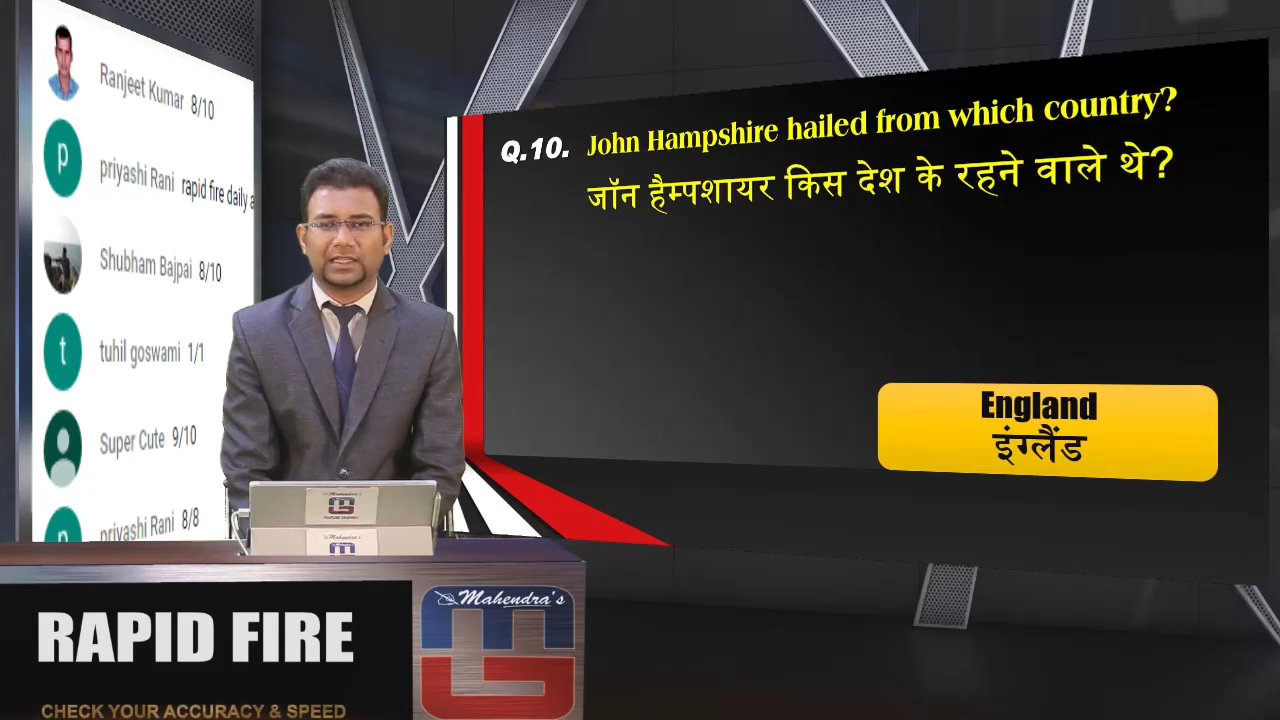 Ranjeet Kumar 8/10
priyashi Rani rapid fire daily a
Shubham Bajpai 8/10
tuhil goswami 1/1
Super Cute 9/10
priyashi Rani 8/8
p
t
Q.10. John Hampshire hailed from which country?
जॉन हैम्पशायर किस देश के रहने वाले थे?
England
इंग्लैंड
Mahendra's
Mahendra's
Mahendra's
RAPID FIRE
CHECK YOUR ACCURACY & SPEED